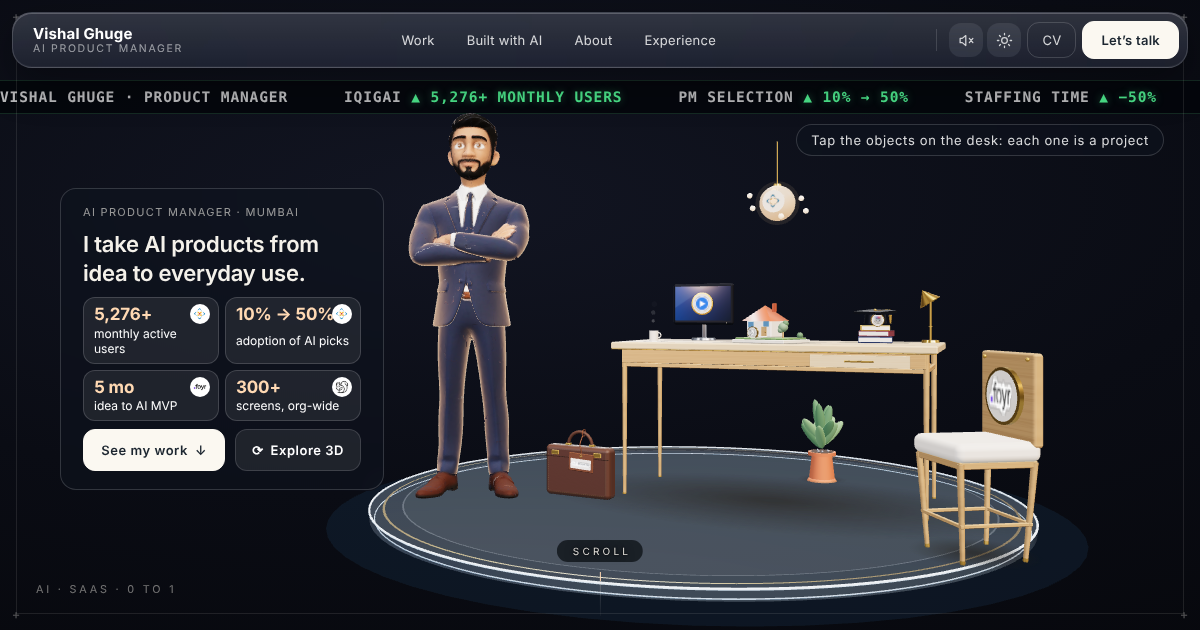 Vishal Ghuge
AI PRODUCT MANAGER
Work
Built with AI
About
Experience
CV
Let's talk
VISHAL GHUGE · PRODUCT MANAGER
IQIGAI ▲ 5,276+ MONTHLY USERS
PM SELECTION ▲ 10% → 50%
STAFFING TIME ▲ −50%
Tap the objects on the desk: each one is a project
AI PRODUCT MANAGER · MUMBAI
I take AI products from
idea to everyday use.
5,276+
monthly active
users
10% → 50%
adoption of AI picks
5 mo
.foyr
idea to AI MVP
300+
screens, org-wide
See my work ↓
⟳ Explore 3D
.foyr
SCROLL
AI · SAAS · 0 TO 1